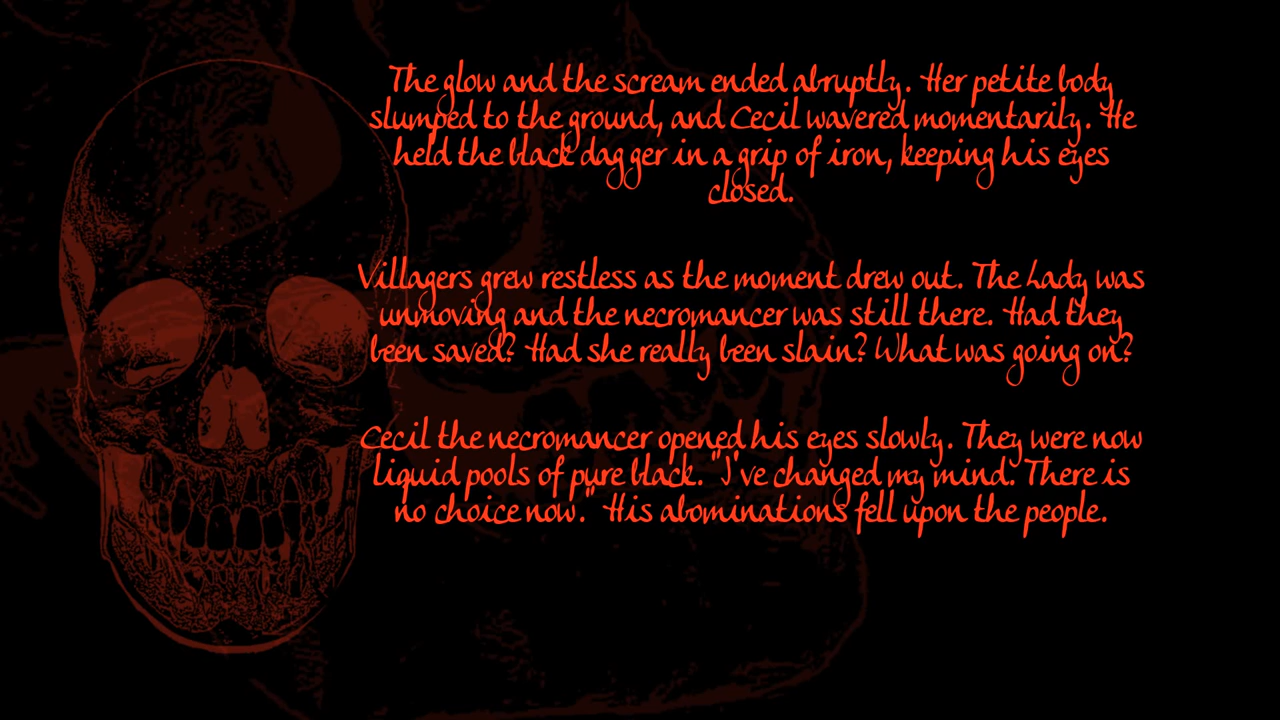 The glow and the scream ended abruptly. Her petite body
slumped to the ground, and Cecil wavered momentarily. He
held the black dagger in a grip of iron, keeping his eyes
closed.
Villagers grew restless as the moment drew out. The Lady was
unmoving and the necromancer was still there. Had they
been saved? Had she really been slain? What was going on?
Cecil the necromancer opened his eyes slowly. They were now
liquid pools of pure black. "I've changed my mind. There is
no choice now." His abominations fell upon the people.